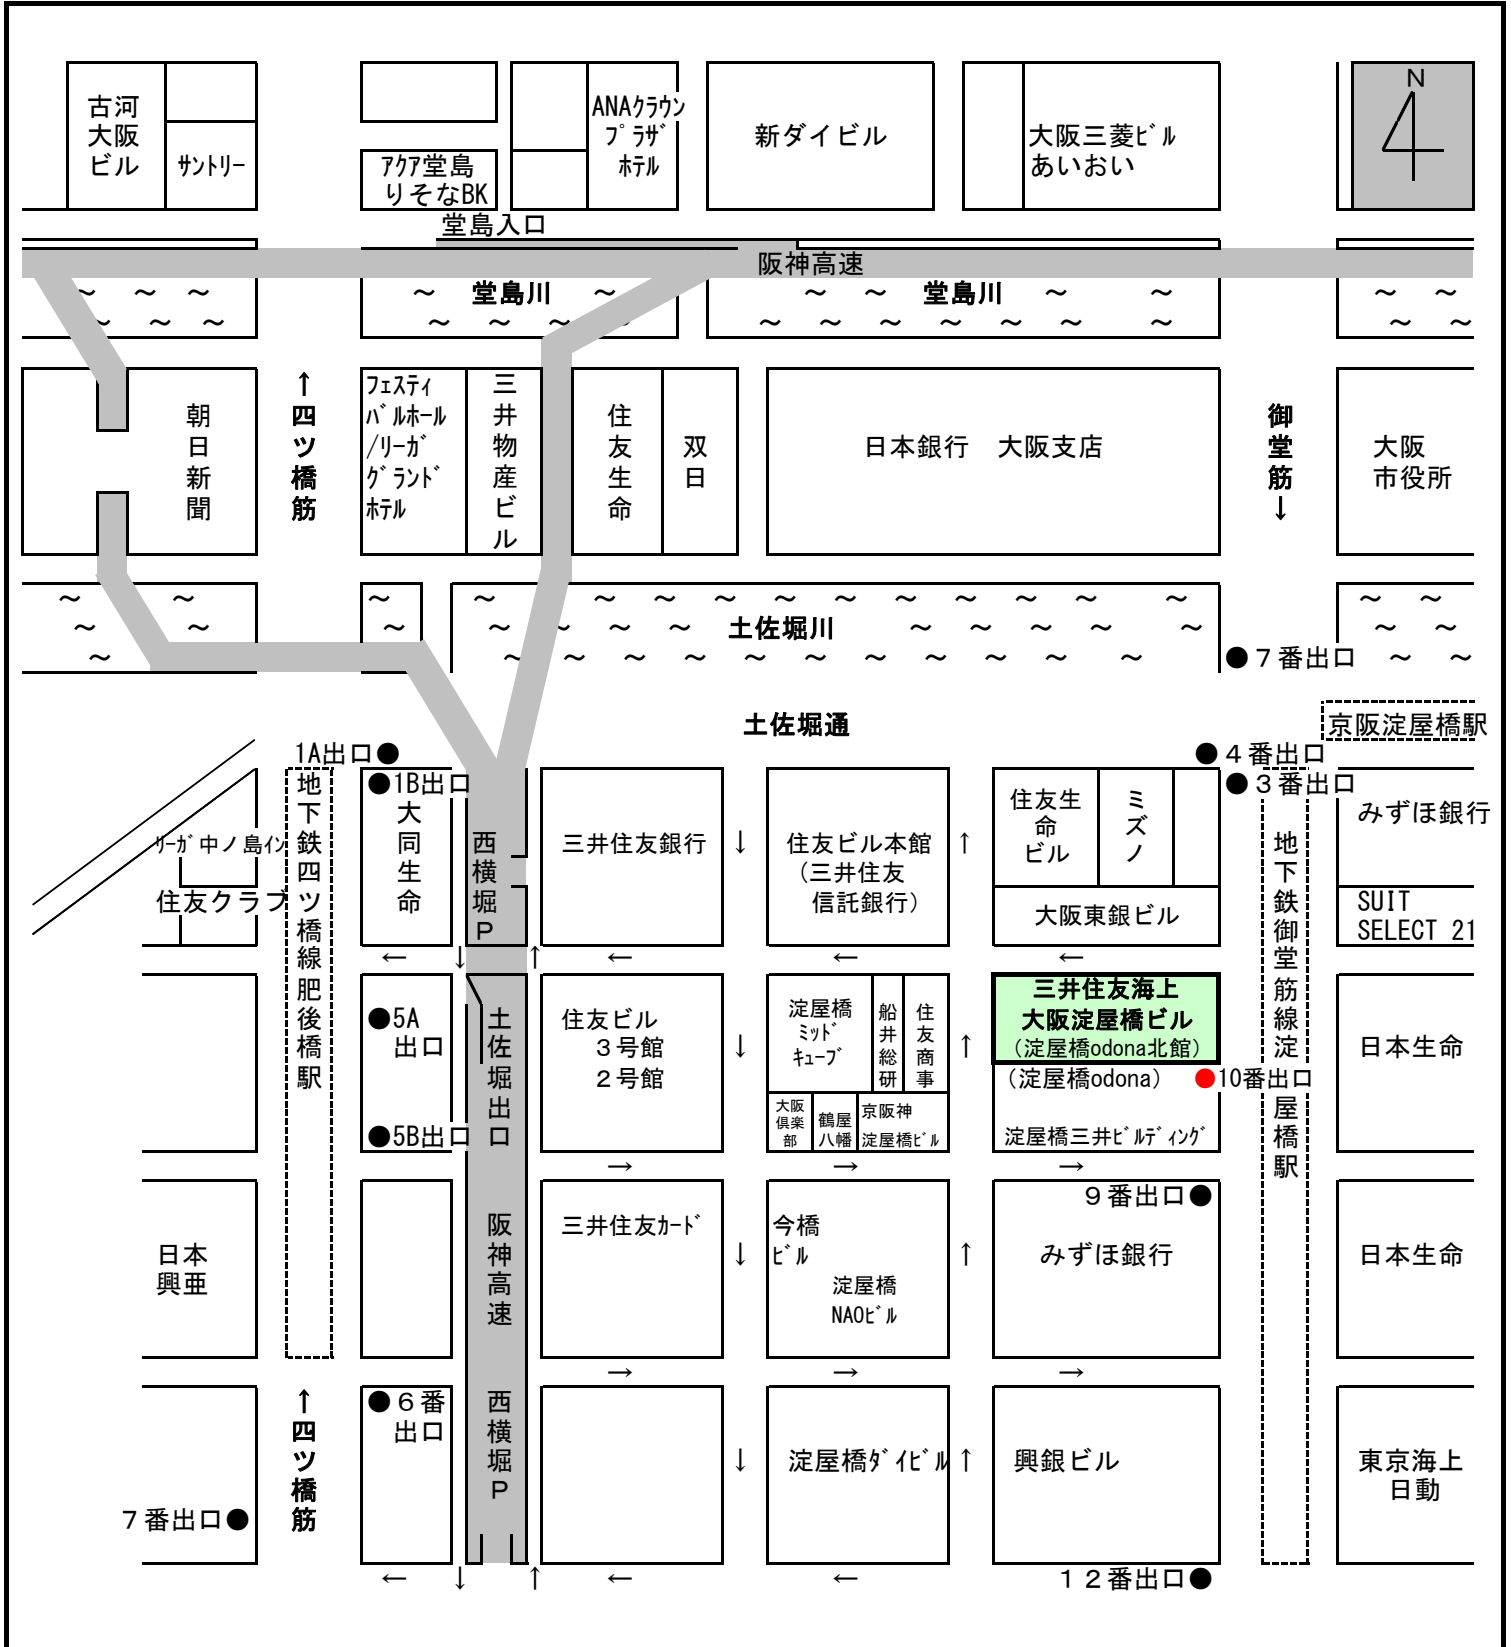 古河
大阪
ビル
サントリー
アクア堂島
りそなBK
ANAクラウン
プラザ
ホテル
新ダイビル
大阪三菱ビル
あいおい
N
堂島入口
阪神高速
～ ～ ～
～ 堂島川 ～
～ ～ 堂島川 ～ ～
～ ～
～ ～ ～
～ ～ ～ ～
～ ～ ～ ～ ～ ～ ～
～ ～
朝日新聞
↑四ツ橋筋
フェスティ
バルホール
/リーガ
グランド
ホテル
三井物産ビル
住友生命
双日
日本銀行 大阪支店
御堂筋↓
大阪
市役所
～ ～
～
～ ～ ～ ～ ～ ～ ～ ～ ～ ～ ～
～ ～
～ ～
～
～ ～ ～ ～ 土佐堀川 ～ ～ ～ ～ ～
～ ～
～
～ ～ ～ ～ ～ ～ ～ ～ ～ ～ ～
●７番出口
～ ～
土佐堀通
京阪淀屋橋駅
1A出口●
●４番出口
●1B出口
●３番出口
地下鉄四ツ橋線肥後橋駅
リーガ中ノ島イン
住友クラブ
大同生命
西横堀P
三井住友銀行
↓
住友ビル本館
(三井住友
信託銀行)
↑
住友生
命
ビル
ミズノ
大阪東銀ビル
地下鉄御堂筋線淀屋橋駅
みずほ銀行
SUIT
SELECT 21
← ↓ ↑ ← ← ←
●5A
出口
●5B出口
土佐堀出口
住友ビル
３号館
２号館
↓
淀屋橋
ミッド
キューブ
船井総研
住友商事
大阪
倶楽
部
鶴屋
八幡
京阪神
淀屋橋ビル
↑
三井住友海上
大阪淀屋橋ビル
(淀屋橋odona北館)
(淀屋橋odona)
●10番出口
淀屋橋三井ビルディング
日本生命
→ → →
９番出口●
日本
興亜
阪神高速
三井住友カード
↓
今橋
ビル
淀屋橋
NAOビル
↑
みずほ銀行
日本生命
→ → →
↑四ツ橋筋
●６番
出口
西横堀P
↓
淀屋橋ダイビル
↑
興銀ビル
東京海上
日動
７番出口●
← ↓ ↑ ← ←
１２番出口●